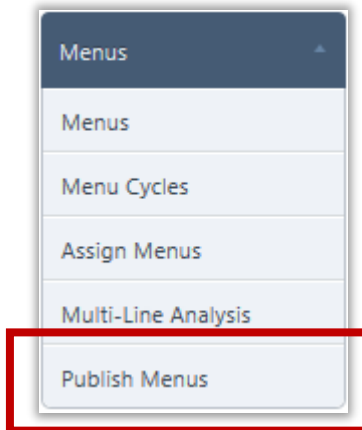 Menus
Menus
Menu Cycles
Assign Menus
Multi-Line Analysis
Publish Menus